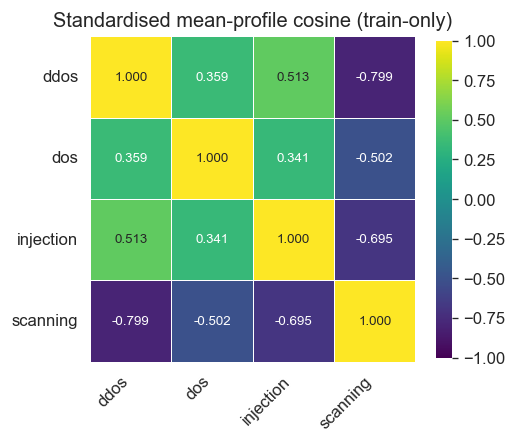 Standardised mean-profile cosine (train-only)
ddos 1.000 0.359 0.513 -0.799
dos 0.359 1.000 0.341 -0.502
injection 0.513 0.341 1.000 -0.695
scanning -0.799 -0.502 -0.695 1.000
ddos dos injection scanning
1.00
0.75
0.50
0.25
0.00
−0.25
−0.50
−0.75
−1.00